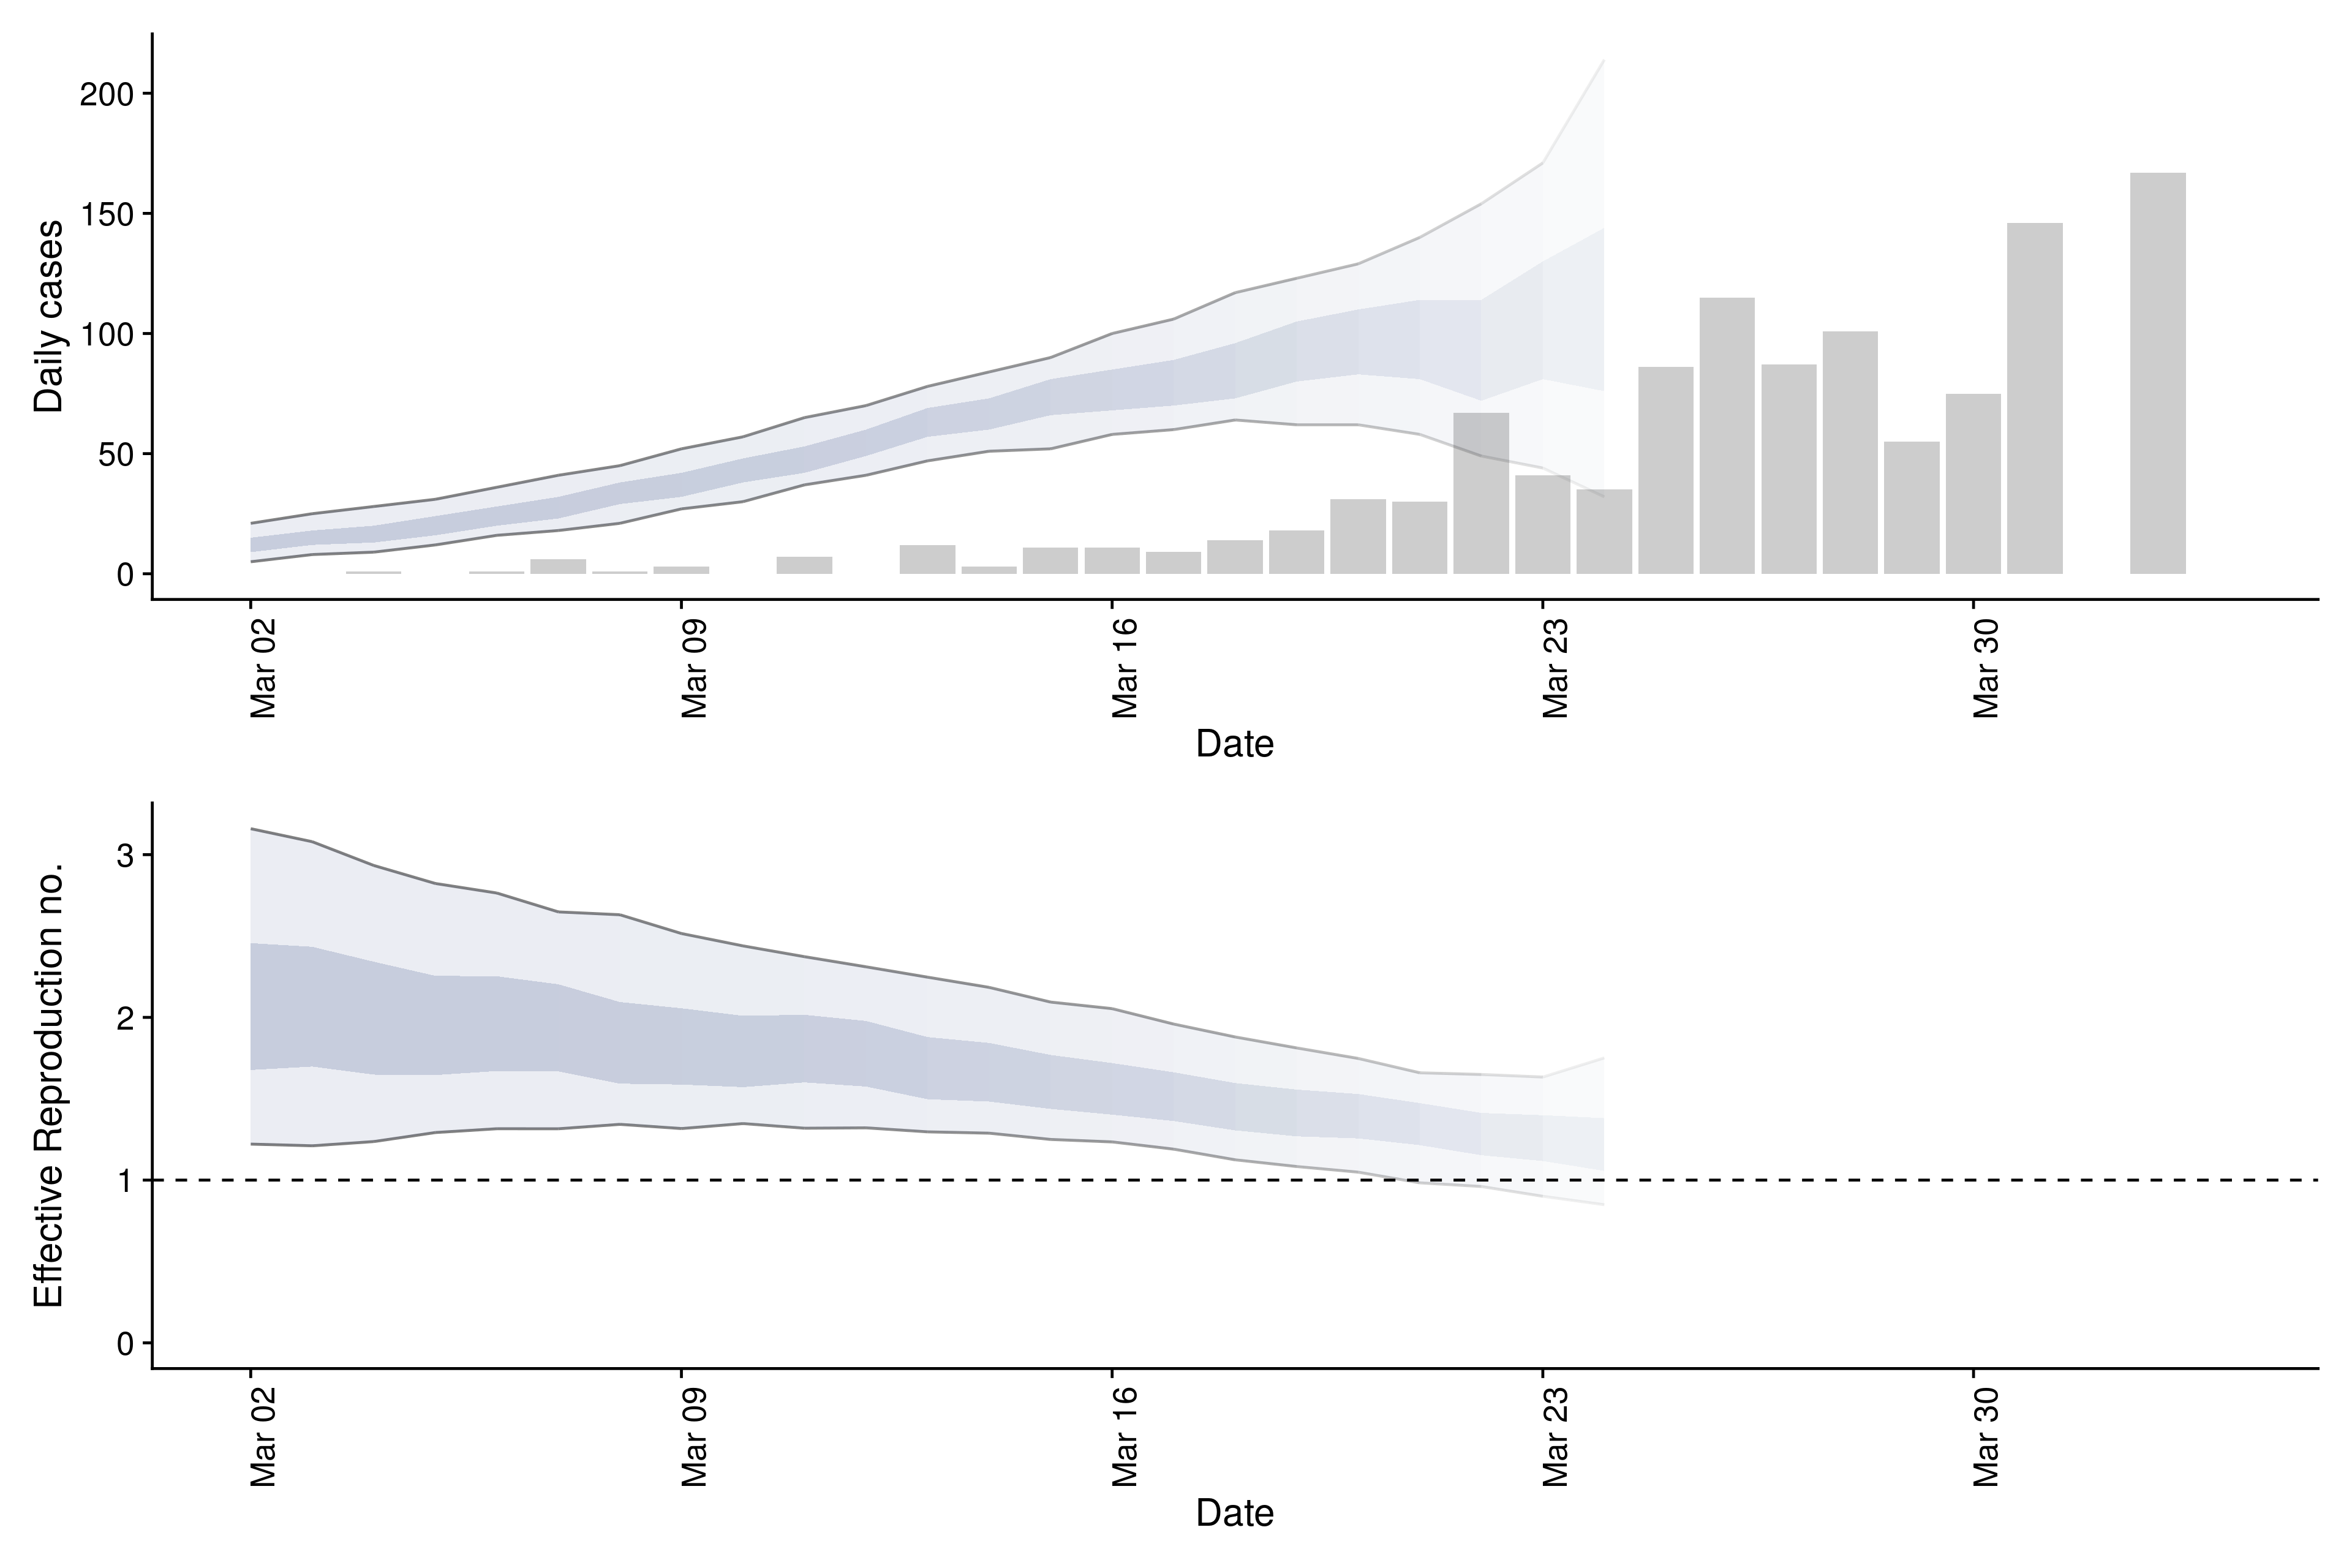 Daily cases
200
150
100
50
0
Mar 02
Mar 09
Mar 16
Mar 23
Mar 30
Date
Effective Reproduction no.
3
2
1
0
Mar 02
Mar 09
Mar 16
Mar 23
Mar 30
Date